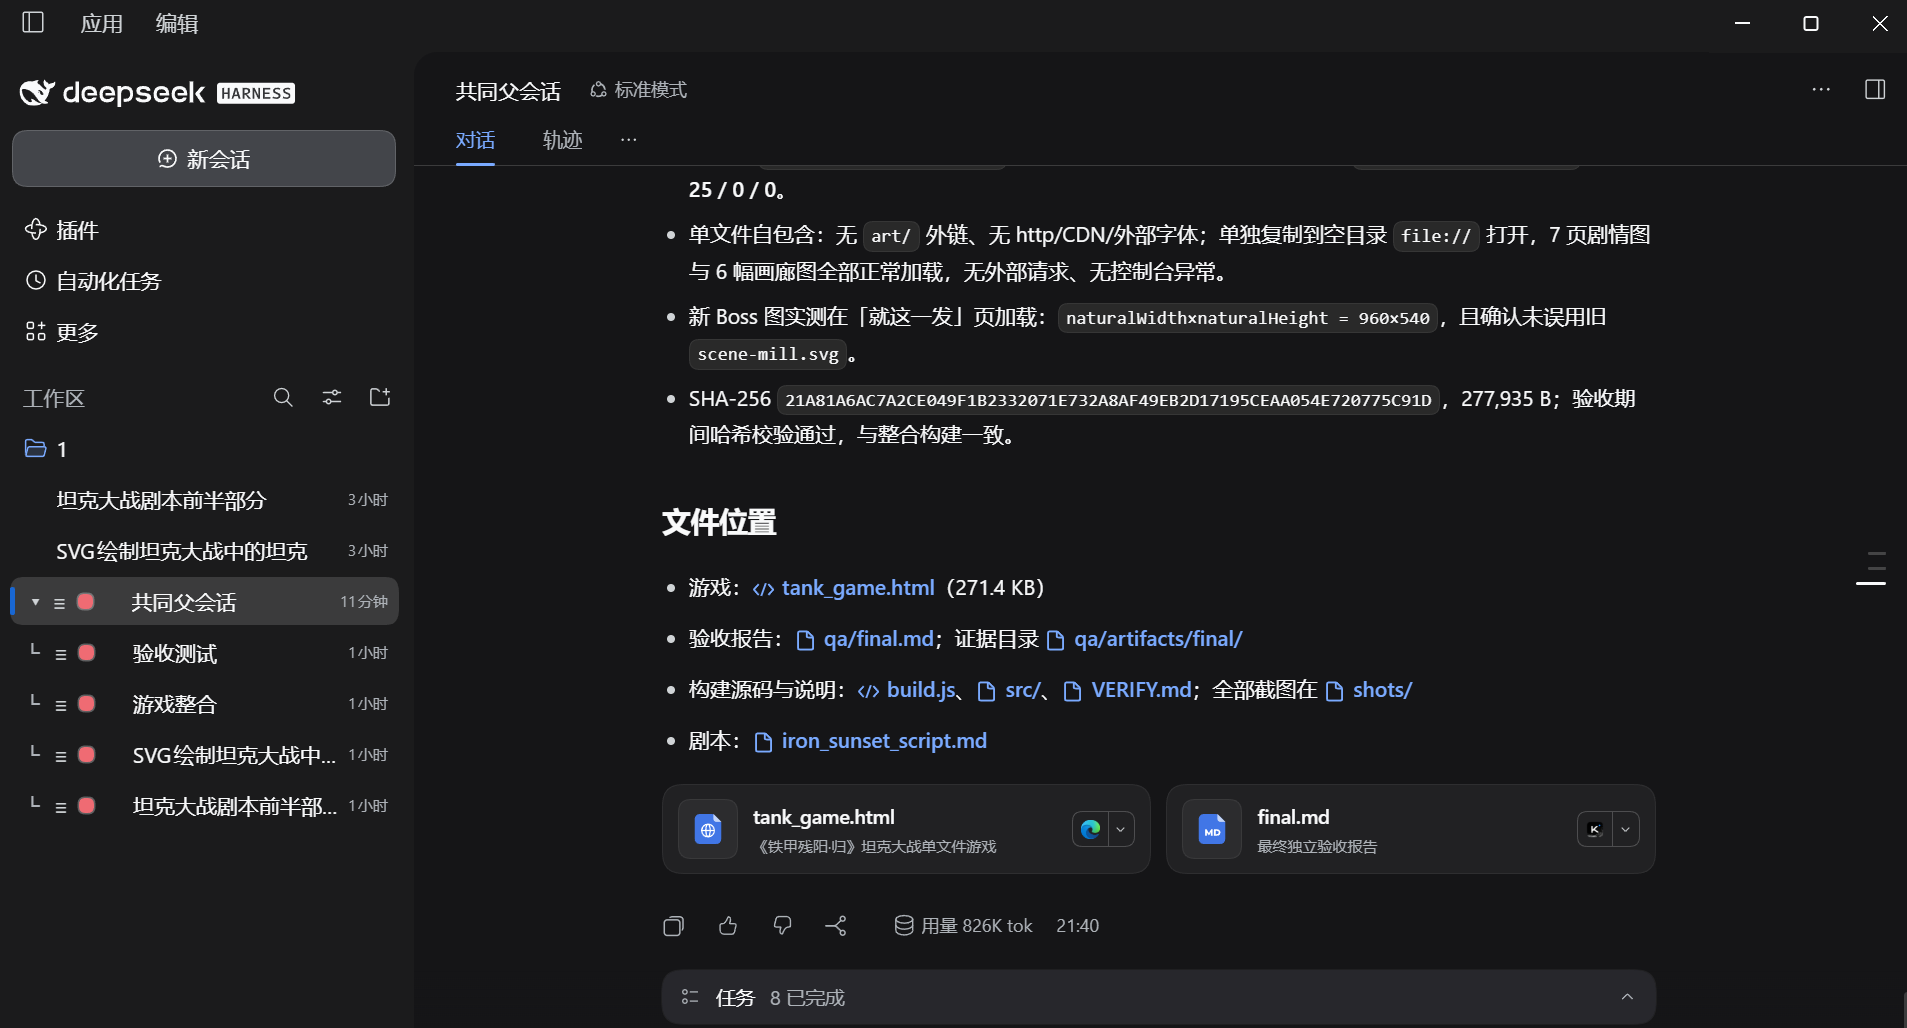 应用 编辑
deepseek HARNESS
新会话
插件
自动化任务
更多
工作区
1
坦克大战剧本前半部分 3小时
SVG绘制坦克大战中的坦克 3小时
共同父会话 11分钟
验收测试 1小时
游戏整合 1小时
SVG绘制坦克大战中... 1小时
坦克大战剧本前半部... 1小时
共同父会话 标准模式
对话 轨迹 ...
25 / 0 / 0。
单文件自包含：无 art/ 外链、无 http/CDN/外部字体；单独复制到空目录 file:// 打开，7 页剧情图
与 6 幅画廊图全部正常加载，无外部请求、无控制台异常。
新 Boss 图实测在「就这一发」页加载：naturalWidth×naturalHeight = 960×540，且确认未误用旧
scene-mill.svg。
SHA-256 21A81A6AC7A2CE049F1B2332071E732A8AF49EB2D17195CEAA054E720775C91D，277,935 B；验收期
间哈希校验通过，与整合构建一致。
文件位置
游戏：tank_game.html（271.4 KB）
验收报告：qa/final.md；证据目录 qa/artifacts/final/
构建源码与说明：build.js、src/、VERIFY.md；全部截图在 shots/
剧本：iron_sunset_script.md
tank_game.html
《铁甲残阳·归》坦克大战单文件游戏
MD
final.md
最终独立验收报告
K
用量 826K tok 21:40
任务 8 已完成